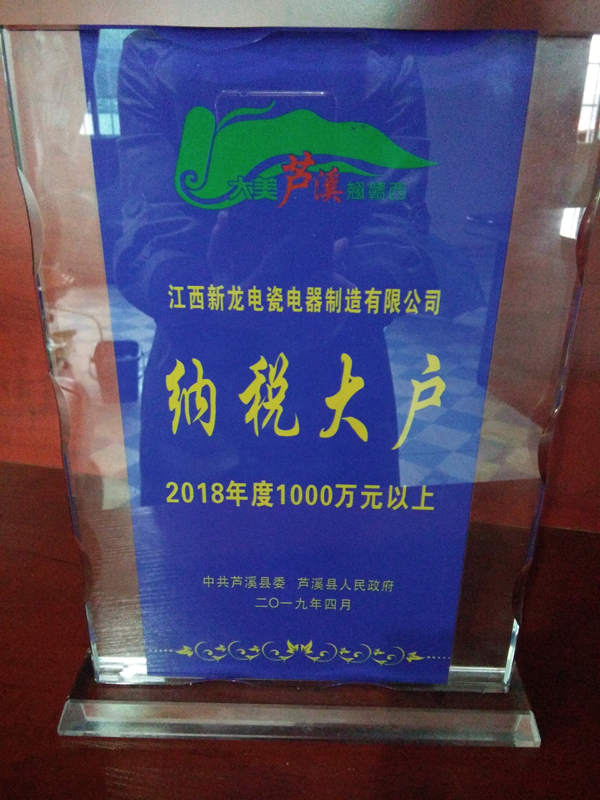 大美芦溪
江西新龙电瓷电器制造有限公司
纳税大户
2018年度1000万元以上
中共芦溪县委 芦溪县人民政府
二〇一九年四月